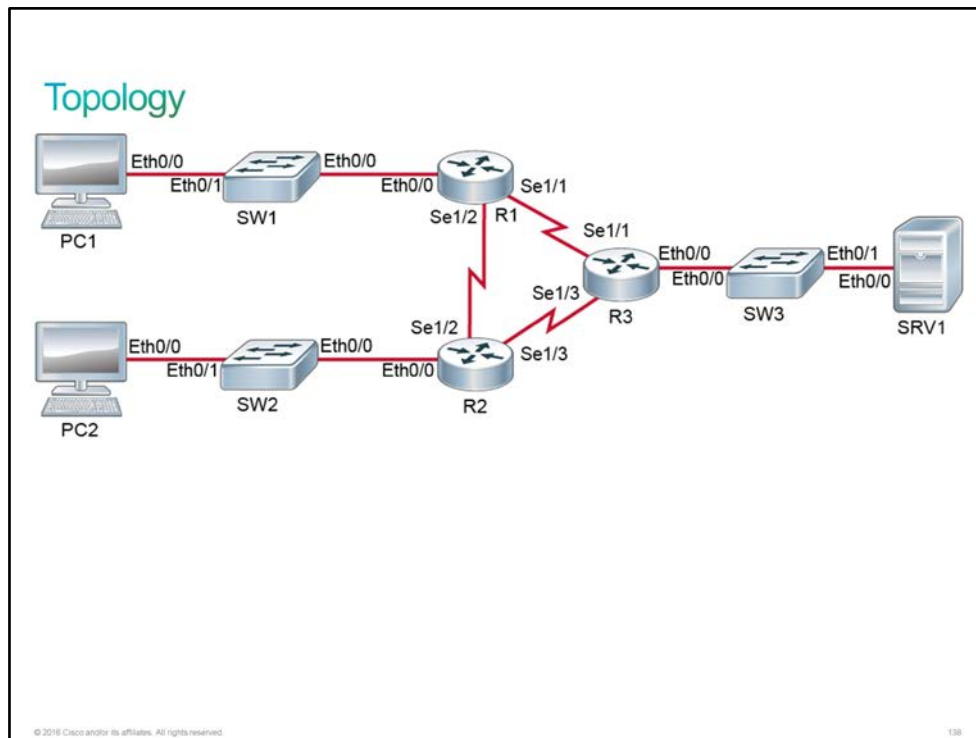 Topology
Eth0/0
Eth0/1
Eth0/0
Eth0/0
Se1/1
PC1
SW1
Se1/2
R1
Se1/1
Eth0/0
Eth0/0
Eth0/1
Eth0/0
Se1/3
R3
SW3
SRV1
Eth0/0
Eth0/1
Eth0/0
Eth0/0
Se1/2
Se1/3
PC2
SW2
R2
© 2016 Cisco and/or its affiliates. All rights reserved.
138